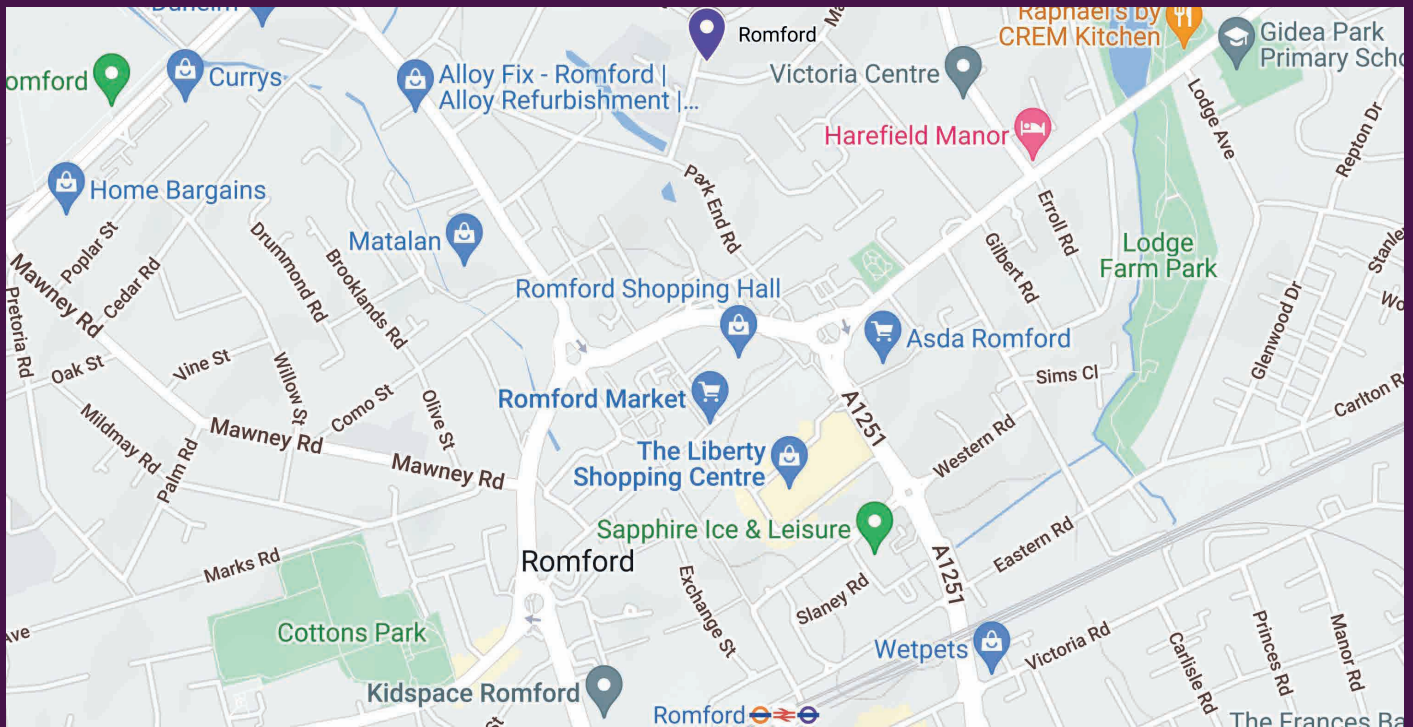 Romford
Raphael's by
CREM Kitchen
Gidea Park
Primary Scho
Victoria Centre
omford
Currys
Alloy Fix - Romford |
Alloy Refurbishment |...
Lodge Ave
Repton Dr
Harefield Manor
Home Bargains
Park End Rd
Erroll Rd
Poplar St
Drummond Rd
Matalan
Brooklands Rd
Gilbert Rd
Lodge
Farm Park
Mawney Rd
Cedar Rd
Romford Shopping Hall
Pretoria Rd
Glenwood Dr
Asda Romford
Oak St
Vine St
Willow St
Sims Cl
Como St
Olive St
Romford Market
A1251
Carlton R
Mildmay Rd
Mawney Rd
Western Rd
Palm Rd
Mawney Rd
The Liberty
Shopping Centre
Sapphire Ice & Leisure
Eastern Rd
Romford
Marks Rd
A1251
Exchange St
Slaney Rd
Ave
Cottons Park
Wetpets
Victoria Rd
Carlisle Rd
Princes Rd
Manor Rd
Kidspace Romford
Romford
The Frances Ba